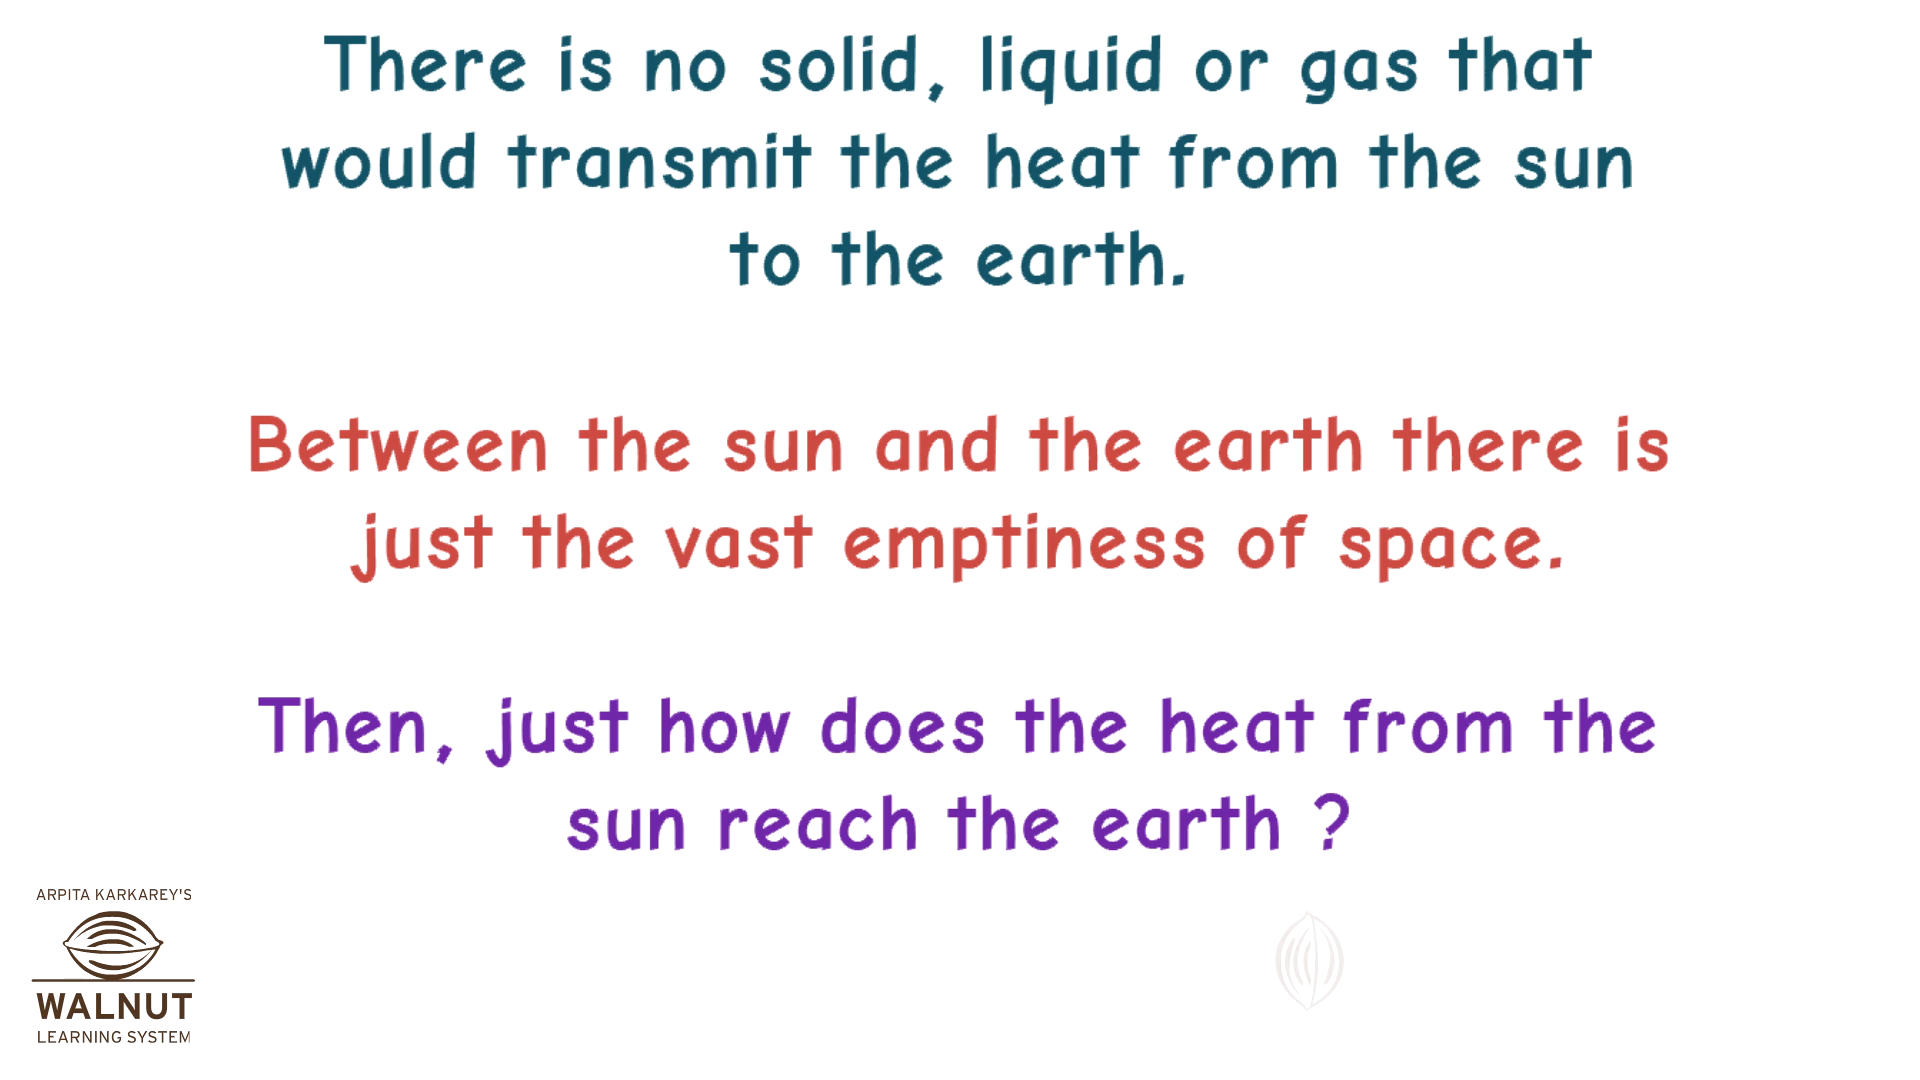 There is no solid, liquid or gas that
would transmit the heat from the sun
to the earth.
Between the sun and the earth there is
just the vast emptiness of space.
Then, just how does the heat from the
sun reach the earth ?
ARPITA KARKAREY'S
WALNUT
LEARNING SYSTEM